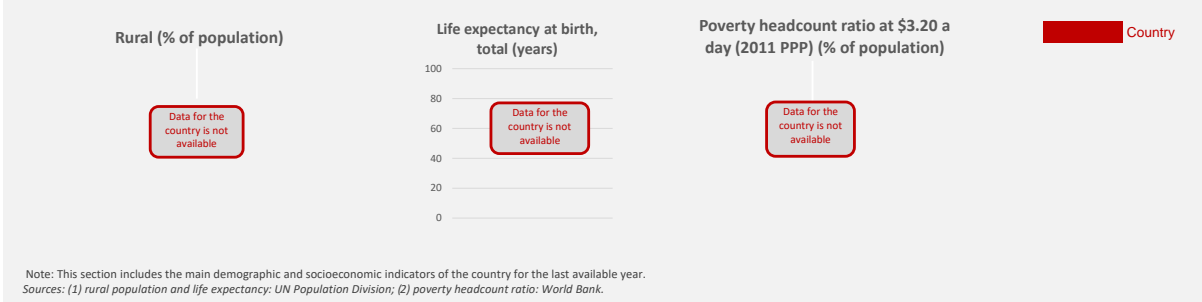 Rural (% of population)
Data for the
country is not
available
Life expectancy at birth,
total (years)
100
80
60
40
20
0
Data for the
country is not
available
Poverty headcount ratio at $3.20 a
day (2011 PPP) (% of population)
Data for the
country is not
available
Country
Note: This section includes the main demographic and socioeconomic indicators of the country for the last available year.
Sources: (1) rural population and life expectancy: UN Population Division; (2) poverty headcount ratio: World Bank.